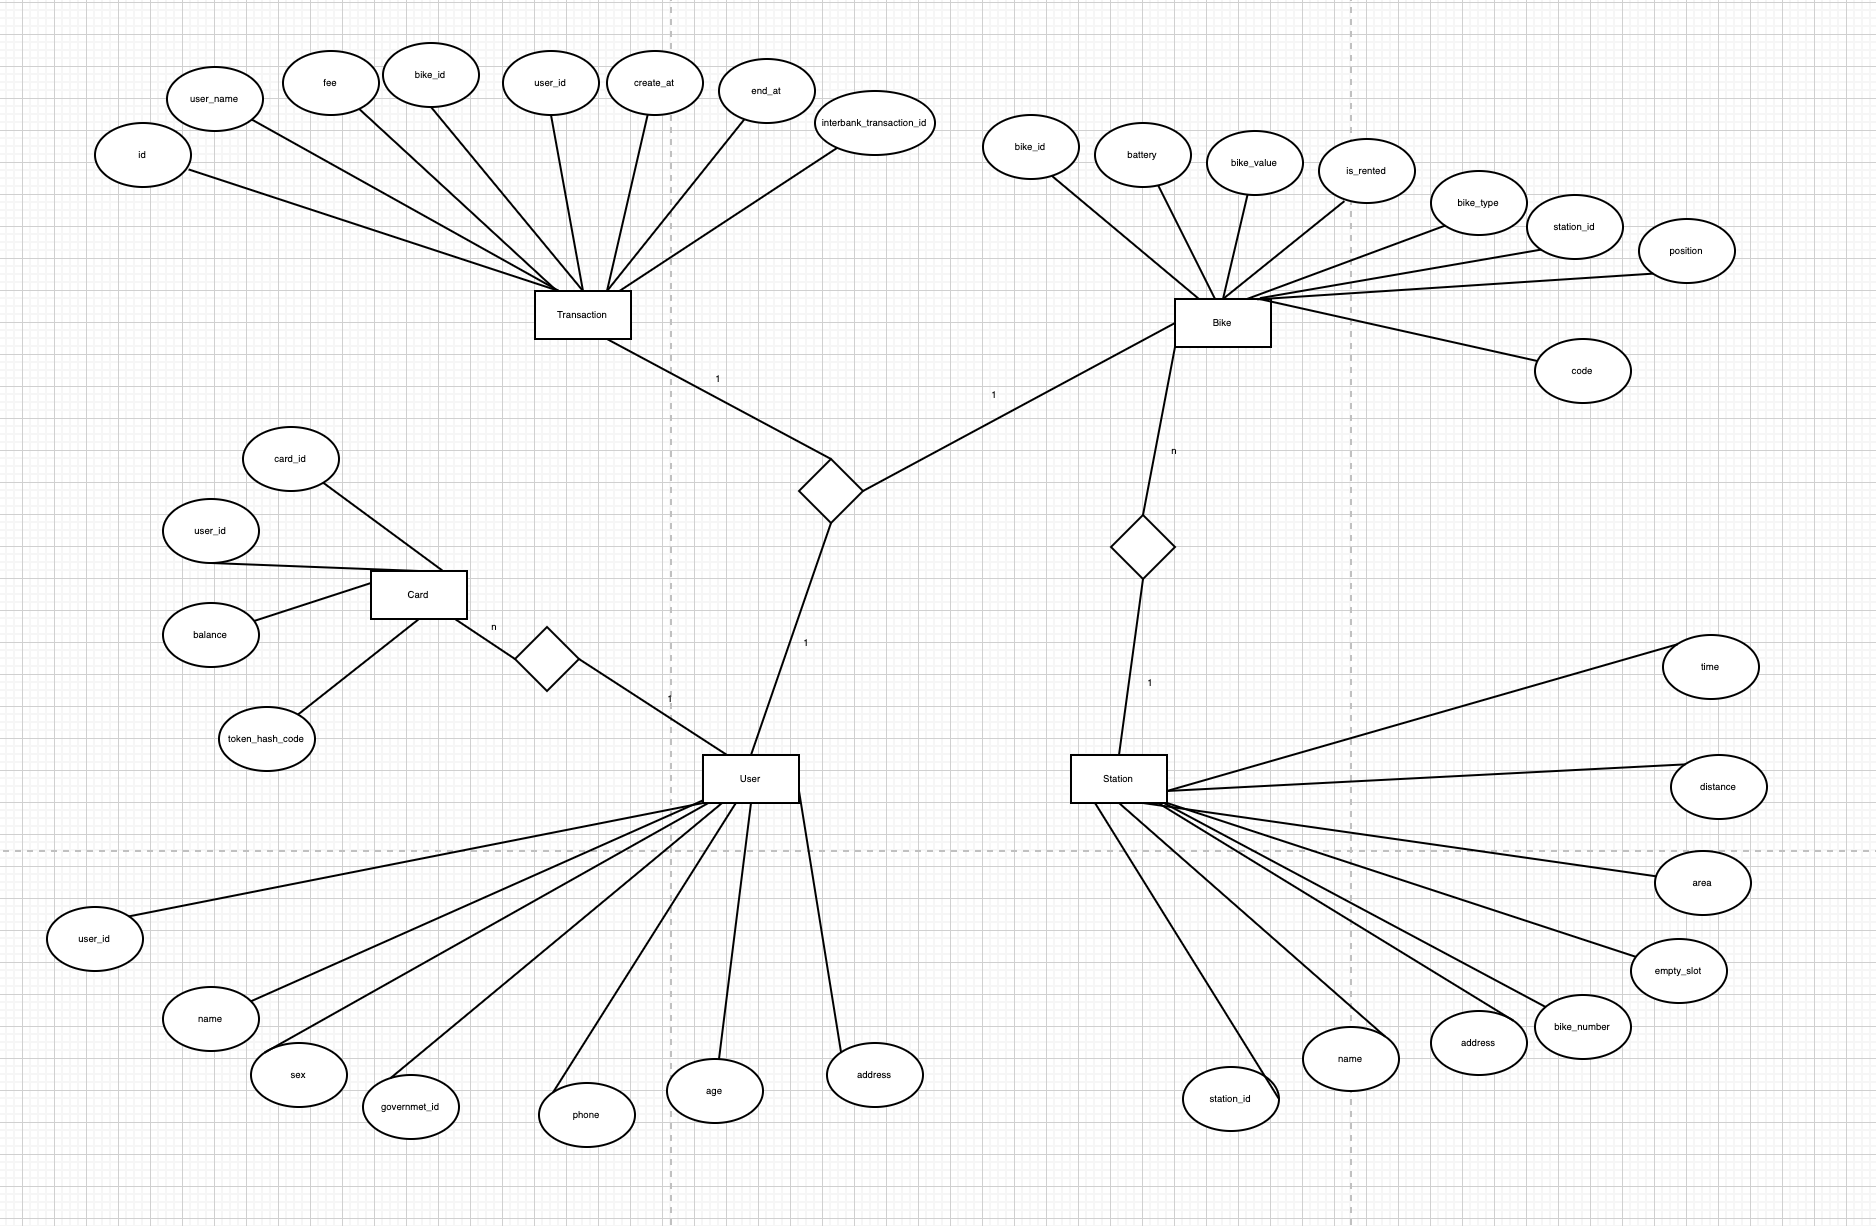 bike_id
user_name
fee
user_id
create_at
end_at
interbank_transaction_id
id
bike_id
battery
bike_value
is_rented
bike_type
station_id
position
Transaction
Bike
code
1
1
n
card_id
user_id
Card
balance
token_hash_code
n
1
1
1
User
Station
time
distance
area
empty_slot
bike_number
address
name
station_id
user_id
name
sex
governmet_id
phone
age
address